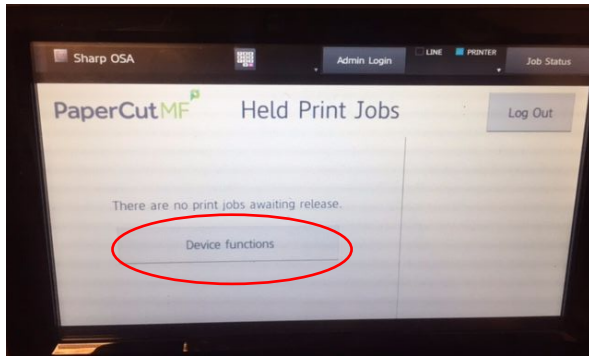 Sharp OSA
Admin Login
LINE
PRINTER
Job Status
PaperCutMF
Held Print Jobs
Log Out
There are no print jobs awaiting release.
Device functions